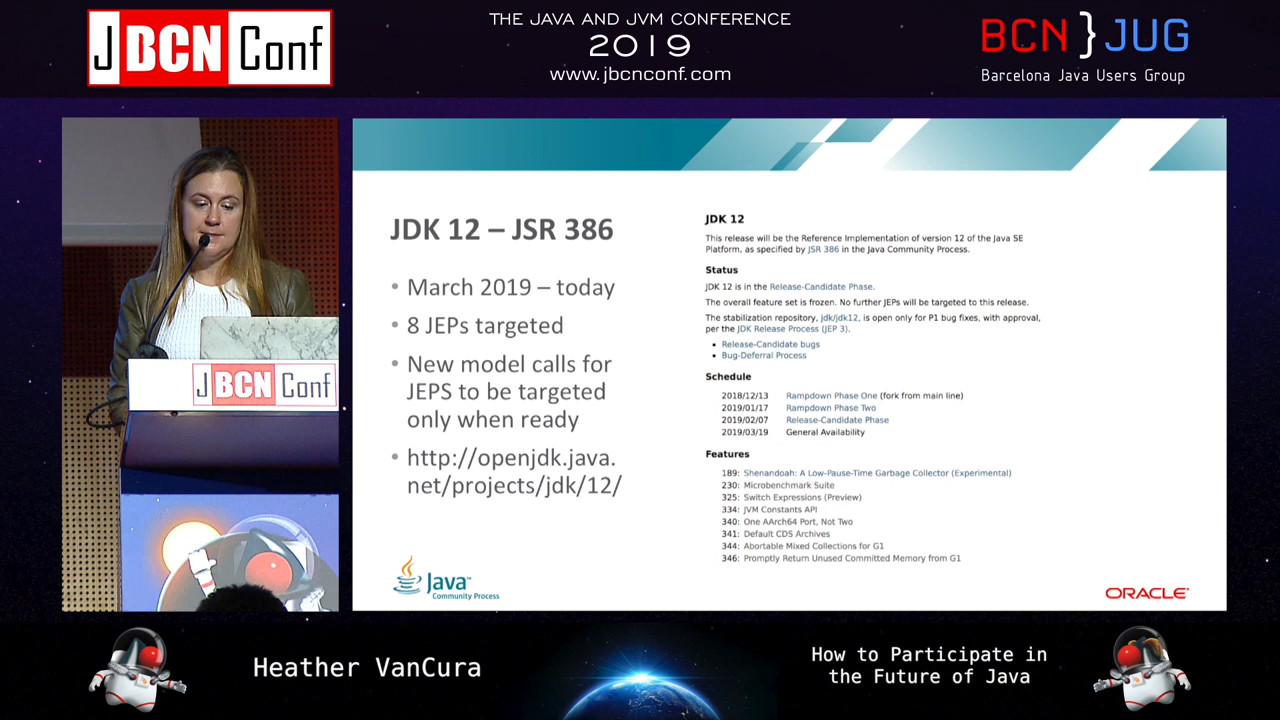 JBCNConf
THE JAVA AND JVM CONFERENCE
2019
www.jbcnconf.com
BCN}JUG
Barcelona Java Users Group
JDK 12 – JSR 386
• March 2019 – today
• 8 JEPs targeted
• New model calls for
JEPS to be targeted
only when ready
• http://openjdk.java.
net/projects/jdk/12/
Java™
Community Process
JDK 12
This release will be the Reference Implementation of version 12 of the Java SE
Platform, as specified by JSR 386 in the Java Community Process.
Status
JDK 12 is in the Release-Candidate Phase.
The overall feature set is frozen. No further JEPs will be targeted to this release.
The stabilization repository, jdk/jdk12, is open only for P1 bug fixes, with approval,
per the JDK Release Process (JEP 3).
• Release-Candidate bugs
• Bug-Deferral Process
Schedule
2018/12/13 Rampdown Phase One (fork from main line)
2019/01/17 Rampdown Phase Two
2019/02/07 Release-Candidate Phase
2019/03/19 General Availability
Features
189: Shenandoah: A Low-Pause-Time Garbage Collector (Experimental)
230: Microbenchmark Suite
325: Switch Expressions (Preview)
334: JVM Constants API
340: One AArch64 Port, Not Two
341: Default CDS Archives
344: Abortable Mixed Collections for G1
346: Promptly Return Unused Committed Memory from G1
ORACLE®
JBCNConf
Heather VanCura
How to Participate in
the Future of Java